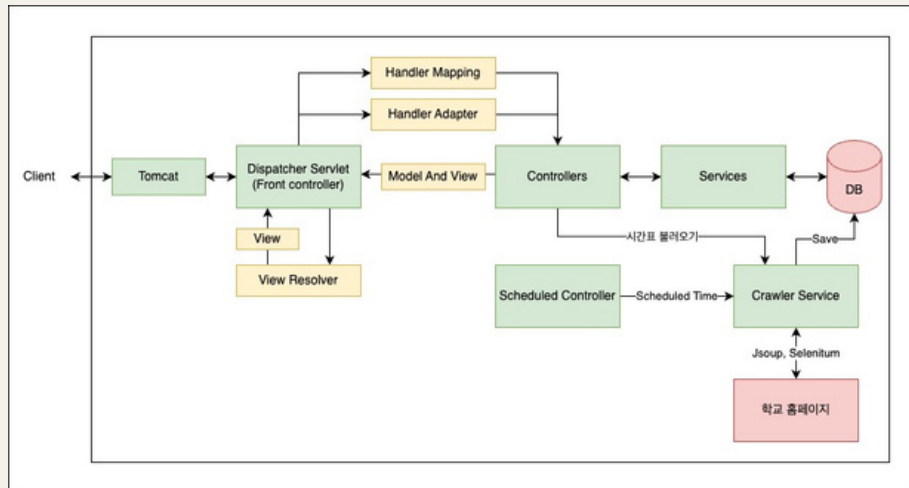 Handler Mapping
Handler Adapter
Client
Tomcat
Dispatcher Servlet
(Front controller)
Model And View
Controllers
Services
DB
View
시간표 불러오기
Save
View Resolver
Scheduled Controller
Scheduled Time
Crawler Service
Jsoup, Selenitum
학교 홈페이지